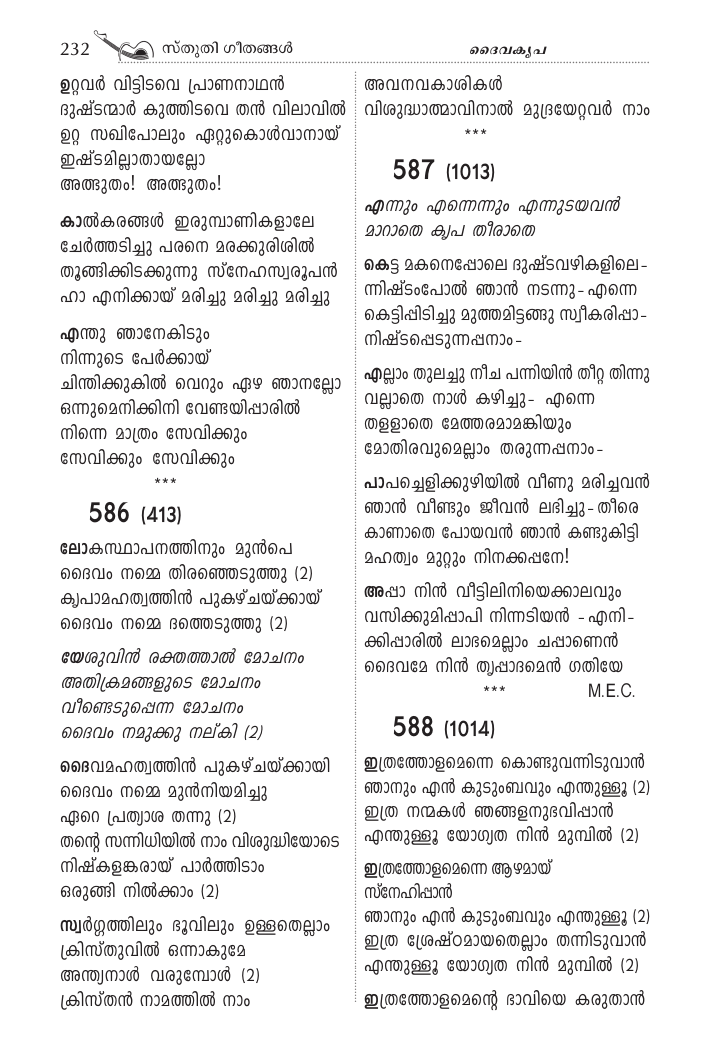 232 സ്തുതി ഗീതങ്ങൾ
ദൈവകൃപ
ഉറ്റവർ വിട്ടിടവെ പ്രാണനാഥൻ
ദുഷ്ടന്മാർ കുത്തിടവെ തൻ വിലാവിൽ
ഉറ്റ സഖിപോലും ഏറ്റുകൊൾവാനായ്
ഇഷ്ടമില്ലാതായല്ലോ
അത്ഭുതം! അത്ഭുതം!
കാൽകരങ്ങൾ ഇരുമ്പാണികളാലേ
ചേർത്തടിച്ചു പരനെ മരക്കുരിശിൽ
തൂങ്ങിക്കിടക്കുന്നു സ്നേഹസ്വരൂപൻ
ഹാ എനിക്കായ് മരിച്ചു മരിച്ചു മരിച്ചു
എന്തു ഞാനേകിടും
നിന്നുടെ പേർക്കായ്
ചിന്തിക്കുകിൽ വെറും ഏഴ ഞാനല്ലോ
ഒന്നുമെനിക്കിനി വേണ്ടയിപ്പാരിൽ
നിന്നെ മാത്രം സേവിക്കും
സേവിക്കും സേവിക്കും
***
586 (413)
ലോകസ്ഥാപനത്തിനും മുൻപെ
ദൈവം നമ്മെ തിരഞ്ഞെടുത്തു (2)
കൃപാമഹത്വത്തിൻ പുകഴ്ചയ്ക്കായ്
ദൈവം നമ്മെ ദത്തെടുത്തു (2)
യേശുവിൻ രക്തത്താൽ മോചനം
അതിക്രമങ്ങളുടെ മോചനം
വീണ്ടെടുപ്പെന്ന മോചനം
ദൈവം നമുക്കു നല്കി (2)
ദൈവമഹത്വത്തിൻ പുകഴ്ചയ്ക്കായി
ദൈവം നമ്മെ മുൻനിയമിച്ചു
ഏറെ പ്രത്യാശ തന്നു (2)
തന്റെ സന്നിധിയിൽ നാം വിശുദ്ധിയോടെ
നിഷ്കളങ്കരായ് പാർത്തിടാം
ഒരുങ്ങി നിൽക്കാം (2)
സ്വർഗ്ഗത്തിലും ഭൂവിലും ഉള്ളതെല്ലാം
ക്രിസ്തുവിൽ ഒന്നാകുമേ
അന്ത്യനാൾ വരുമ്പോൾ (2)
ക്രിസ്തൻ നാമത്തിൽ നാം
അവനവകാശികൾ
വിശുദ്ധാത്മാവിനാൽ മുദ്രയേറ്റവർ നാം
***
587 (1013)
എന്നും എന്നെന്നും എന്നുടയവൻ
മാറാതെ കൃപ തീരാതെ
കെട്ട മകനെപ്പോലെ ദുഷ്ടവഴികളിലെ-
ന്നിഷ്ടംപോൽ ഞാൻ നടന്നു-എന്നെ
കെട്ടിപ്പിടിച്ചു മുത്തമിട്ടങ്ങു സ്വീകരിപ്പാ-
നിഷ്ടപ്പെടുന്നപ്പനാം-
എല്ലാം തുലച്ചു നീച പന്നിയിൻ തീറ്റ തിന്നു
വല്ലാതെ നാൾ കഴിച്ചു- എന്നെ
തള്ളാതെ മേത്തരമാമങ്കിയും
മോതിരവുമെല്ലാം തരുന്നപ്പനാം-
പാപച്ചെളിക്കുഴിയിൽ വീണു മരിച്ചവൻ
ഞാൻ വീണ്ടും ജീവൻ ലഭിച്ചു-തീരെ
കാണാതെ പോയവൻ ഞാൻ കണ്ടുകിട്ടി
മഹത്വം മുറ്റും നിനക്കപ്പനേ!
അപ്പാ നിൻ വീട്ടിലിനിയെക്കാലവും
വസിക്കുമിപ്പാപി നിന്നടിയൻ -എനി-
ക്കിപ്പാരിൽ ലാഭമെല്ലാം ചപ്പാണെൻ
ദൈവമേ നിൻ തൃപ്പാദമെൻ ഗതിയേ
*** M.E.C.
588 (1014)
ഇത്രത്തോളമെന്നെ കൊണ്ടുവന്നിടുവാൻ
ഞാനും എൻ കുടുംബവും എന്തുള്ളൂ (2)
ഇത്ര നന്മകൾ ഞങ്ങളനുഭവിപ്പാൻ
എന്തുള്ളൂ യോഗ്യത നിൻ മുമ്പിൽ (2)
ഇത്രത്തോളമെന്നെ ആഴമായ്
സ്നേഹിപ്പാൻ
ഞാനും എൻ കുടുംബവും എന്തുള്ളൂ (2)
ഇത്ര ശ്രേഷ്ഠമായതെല്ലാം തന്നിടുവാൻ
എന്തുള്ളൂ യോഗ്യത നിൻ മുമ്പിൽ (2)
ഇത്രത്തോളമെന്റെ ഭാവിയെ കരുതാൻ